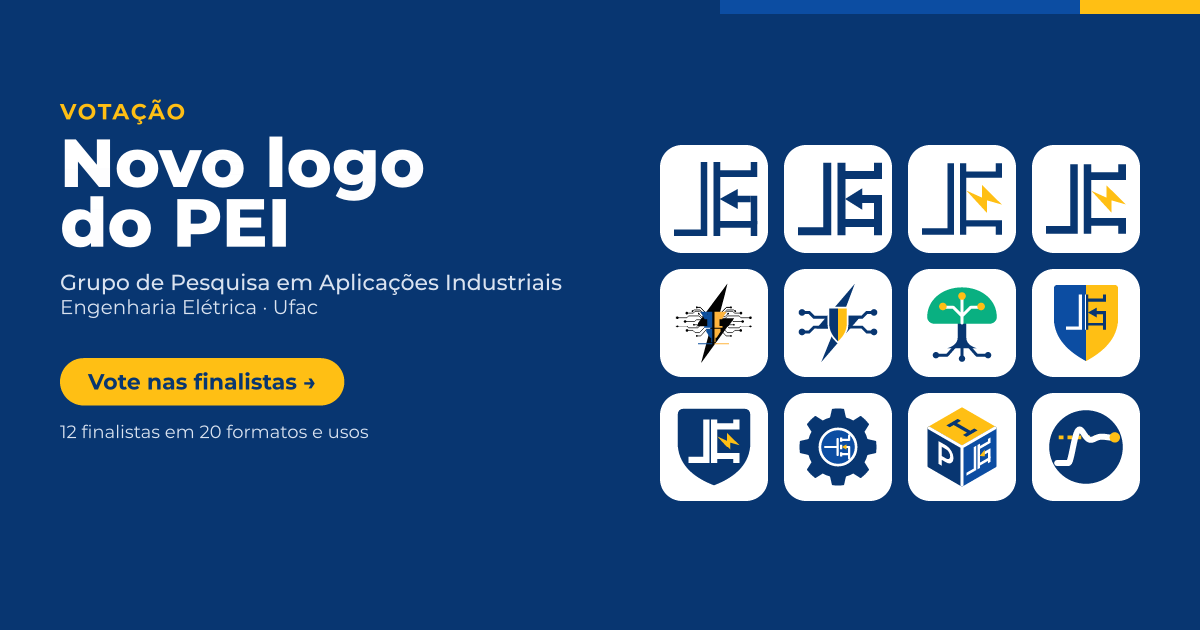 VOTAÇÃO
Novo logo
do PEI
Grupo de Pesquisa em Aplicações Industriais
Engenharia Elétrica · Ufac
Vote nas finalistas →
12 finalistas em 20 formatos e usos
I
P